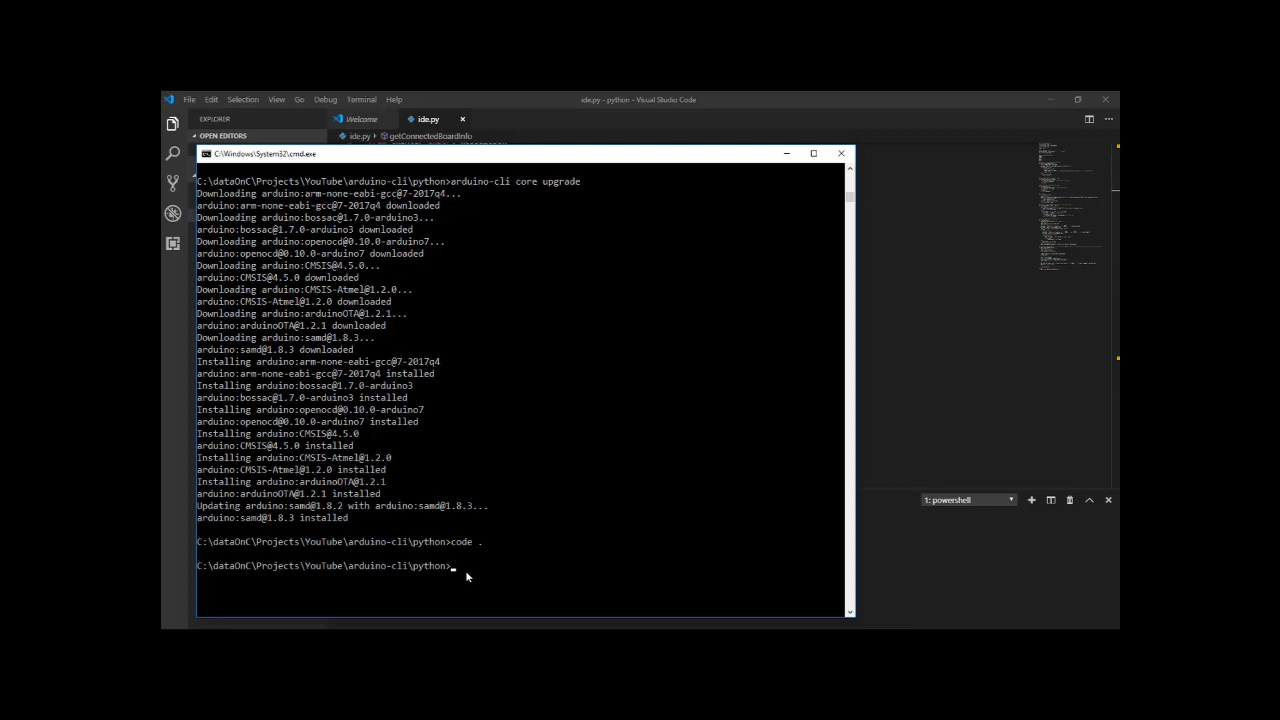 File Edit Selection View Go Debug Terminal Help
ide.py - python - Visual Studio Code
EXPLORER
Welcome
ide.py
OPEN EDITORS
ide.py getConnectedBoardInfo
C:\Windows\System32\cmd.exe
C:\dataOnC\Projects\YouTube\arduino-cli\python>arduino-cli core upgrade
Downloading arduino:arm-none-eabi-gcc@7-2017q4...
arduino:arm-none-eabi-gcc@7-2017q4 downloaded
Downloading arduino:bossac@1.7.0-arduino3...
arduino:bossac@1.7.0-arduino3 downloaded
Downloading arduino:openocd@0.10.0-arduino7...
arduino:openocd@0.10.0-arduino7 downloaded
Downloading arduino:CMSIS@4.5.0...
arduino:CMSIS@4.5.0 downloaded
Downloading arduino:CMSIS-Atmel@1.2.0...
arduino:CMSIS-Atmel@1.2.0 downloaded
Downloading arduino:arduinoOTA@1.2.1...
arduino:arduinoOTA@1.2.1 downloaded
Downloading arduino:samd@1.8.3...
arduino:samd@1.8.3 downloaded
Installing arduino:arm-none-eabi-gcc@7-2017q4
arduino:arm-none-eabi-gcc@7-2017q4 installed
Installing arduino:bossac@1.7.0-arduino3
arduino:bossac@1.7.0-arduino3 installed
Installing arduino:openocd@0.10.0-arduino7
arduino:openocd@0.10.0-arduino7 installed
Installing arduino:CMSIS@4.5.0
arduino:CMSIS@4.5.0 installed
Installing arduino:CMSIS-Atmel@1.2.0
arduino:CMSIS-Atmel@1.2.0 installed
Installing arduino:arduinoOTA@1.2.1
arduino:arduinoOTA@1.2.1 installed
Updating arduino:samd@1.8.2 with arduino:samd@1.8.3...
arduino:samd@1.8.3 installed
C:\dataOnC\Projects\YouTube\arduino-cli\python>code .
C:\dataOnC\Projects\YouTube\arduino-cli\python>
1: powershell